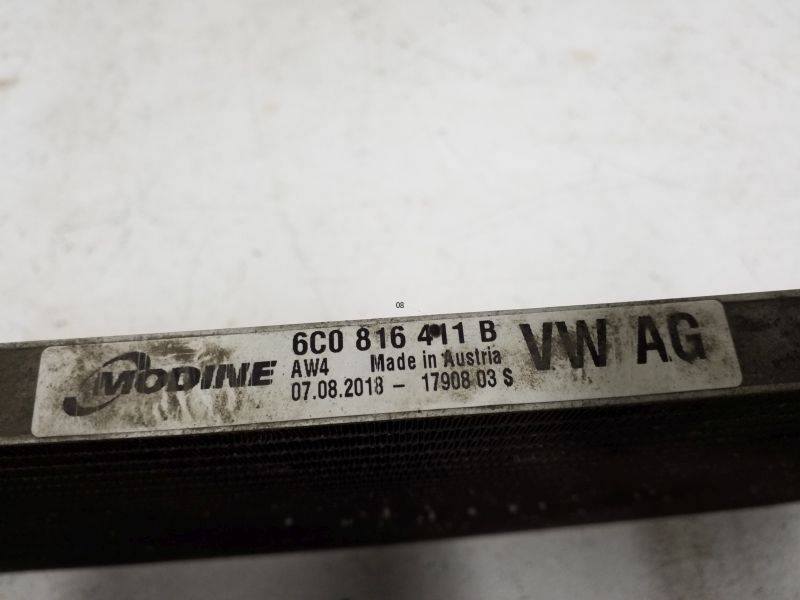 08
MODINE
6C0 816 411 B
AW4 Made in Austria
07.08.2018 - 17908 03 S
VW AG